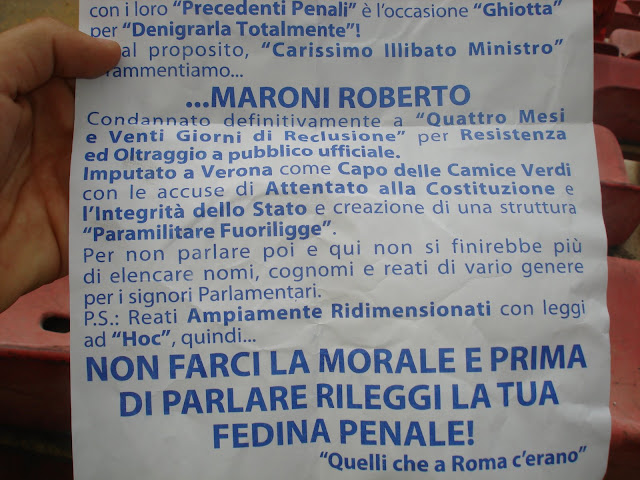 con i loro "Precedenti Penali" è l'occasione "Ghiotta"
per "Denigrarla Totalmente"!
al proposito, "Carissimo Illibato Ministro"
rammentiamo...
...MARONI ROBERTO
Condannato definitivamente a "Quattro Mesi
e Venti Giorni di Reclusione" per Resistenza
ed Oltraggio a pubblico ufficiale.
Imputato a Verona come Capo delle Camice Verdi
con le accuse di Attentato alla Costituzione e
l'Integrità dello Stato e creazione di una struttura
"Paramilitare Fuoriligge".
Per non parlare poi e qui non si finirebbe più
di elencare nomi, cognomi e reati di vario genere
per i signori Parlamentari.
P.S.: Reati Ampiamente Ridimensionati con leggi
ad "Hoc", quindi...
NON FARCI LA MORALE E PRIMA
DI PARLARE RILEGGI LA TUA
FEDINA PENALE!
"Quelli che a Roma c'erano"